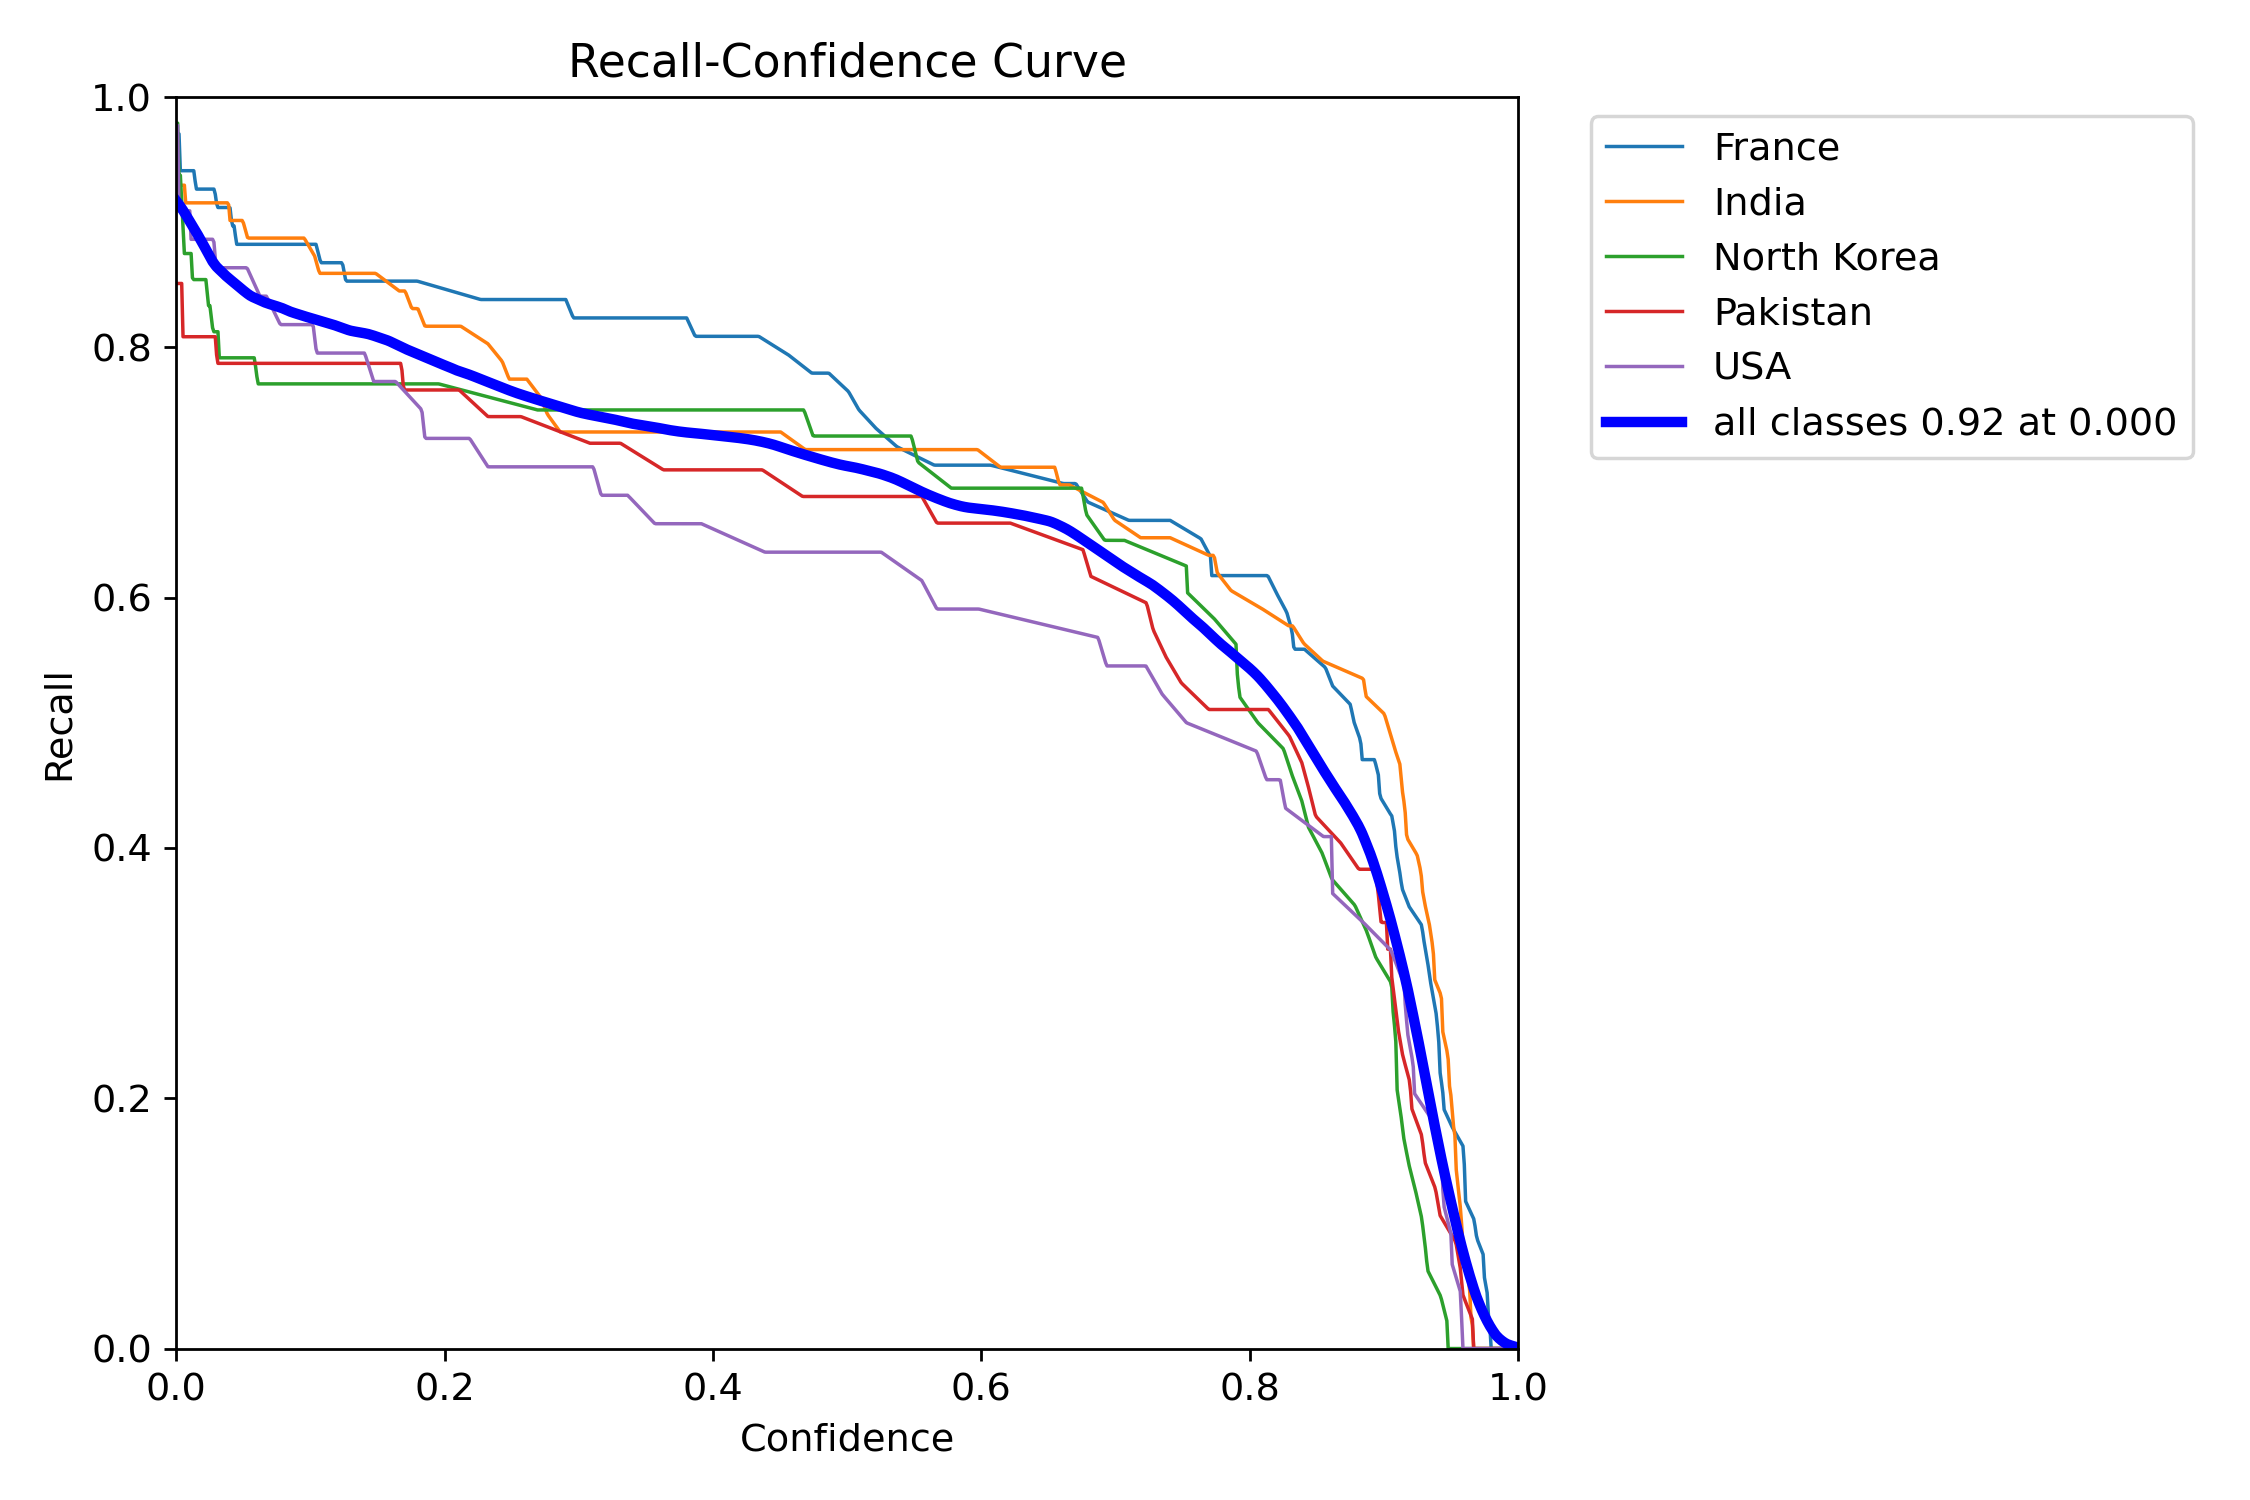 Recall-Confidence Curve
1.0
0.8
0.6
0.4
0.2
0.0
Recall
0.0 0.2 0.4 0.6 0.8 1.0
Confidence
France
India
North Korea
Pakistan
USA
all classes 0.92 at 0.000